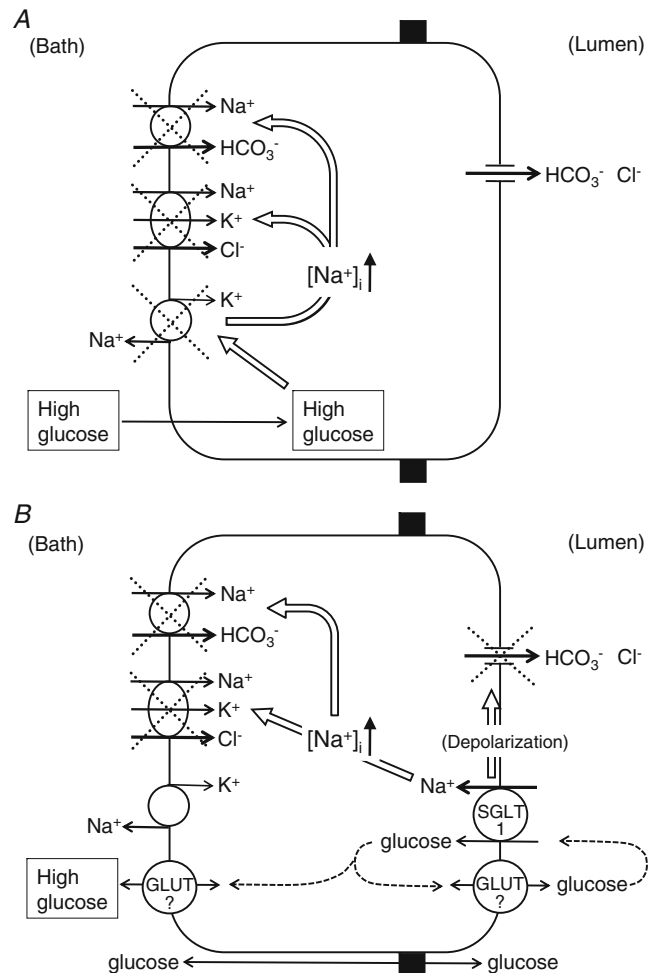 A
(Bath)
(Lumen)
Na⁺
HCO₃⁻
HCO₃⁻ Cl⁻
Na⁺
K⁺
Cl⁻
[Na⁺]ᵢ
K⁺
Na⁺
High
glucose
High
glucose
B
(Bath)
(Lumen)
Na⁺
HCO₃⁻
HCO₃⁻ Cl⁻
Na⁺
K⁺
Cl⁻
[Na⁺]ᵢ
(Depolarization)
K⁺
Na⁺
Na⁺
SGLT
1
glucose
High
glucose
GLUT
?
GLUT
?
glucose
glucose
glucose